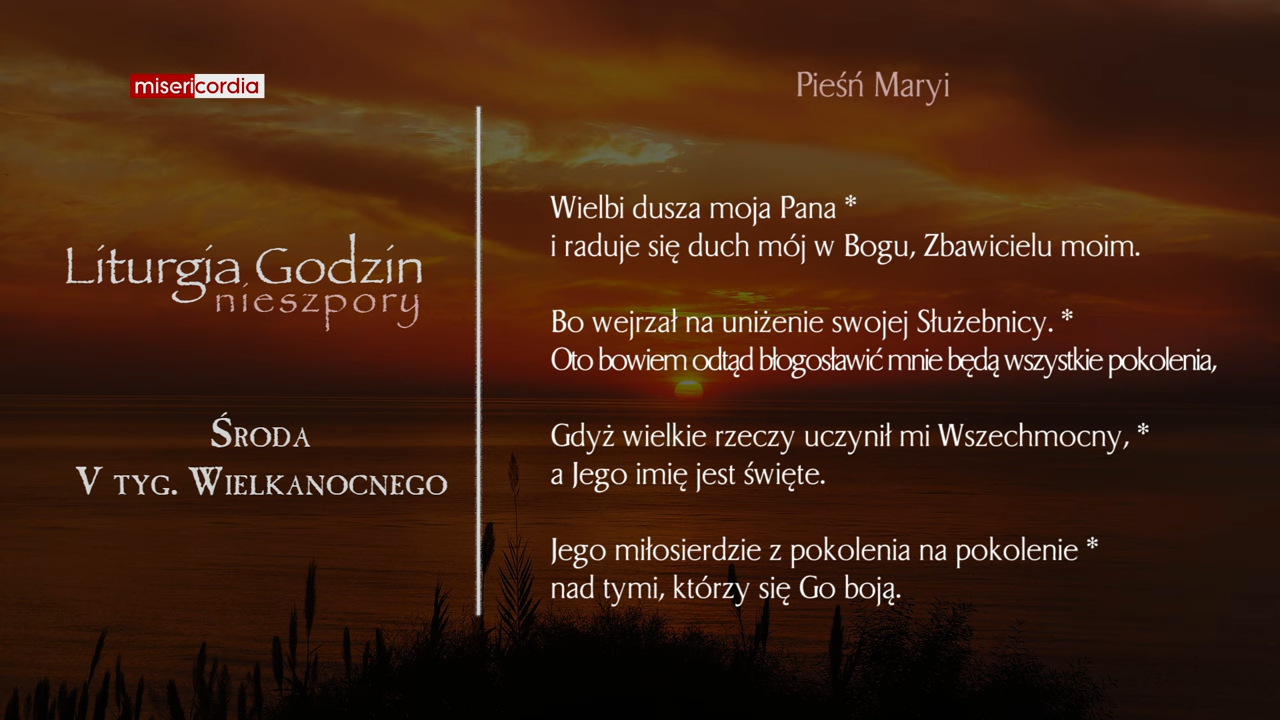 misericordia
Liturgia Godzin
nieszpory
Środa
V tyg. Wielkanocnego
Pieśń Maryi
Wielbi dusza moja Pana *
i raduje się duch mój w Bogu, Zbawicielu moim.
Bo wejrzał na uniżenie swojej Służebnicy. *
Oto bowiem odtąd błogosławić mnie będą wszystkie pokolenia,
Gdyż wielkie rzeczy uczynił mi Wszechmocny, *
a Jego imię jest święte.
Jego miłosierdzie z pokolenia na pokolenie *
nad tymi, którzy się Go boją.